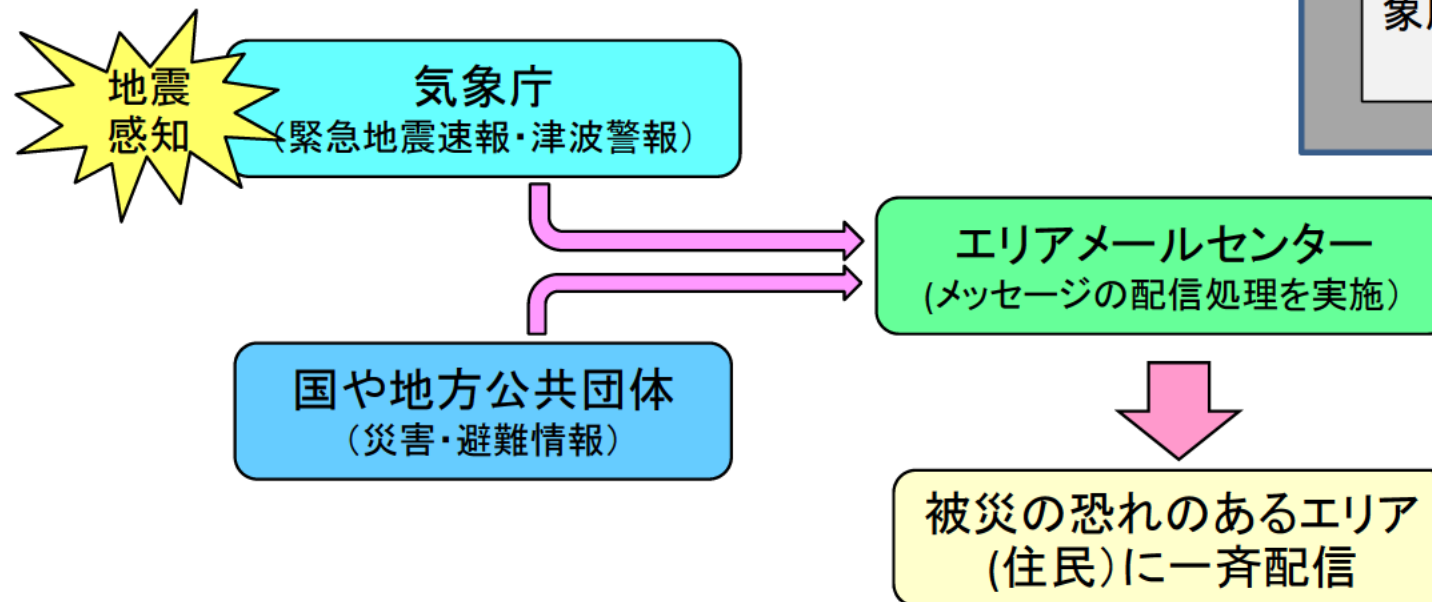 地震
感知
気象庁
（緊急地震速報・津波警報）
エリアメールセンター
(メッセージの配信処理を実施）
国や地方公共団体
（災害・避難情報）
被災の恐れのあるエリア
(住民）に一斉配信